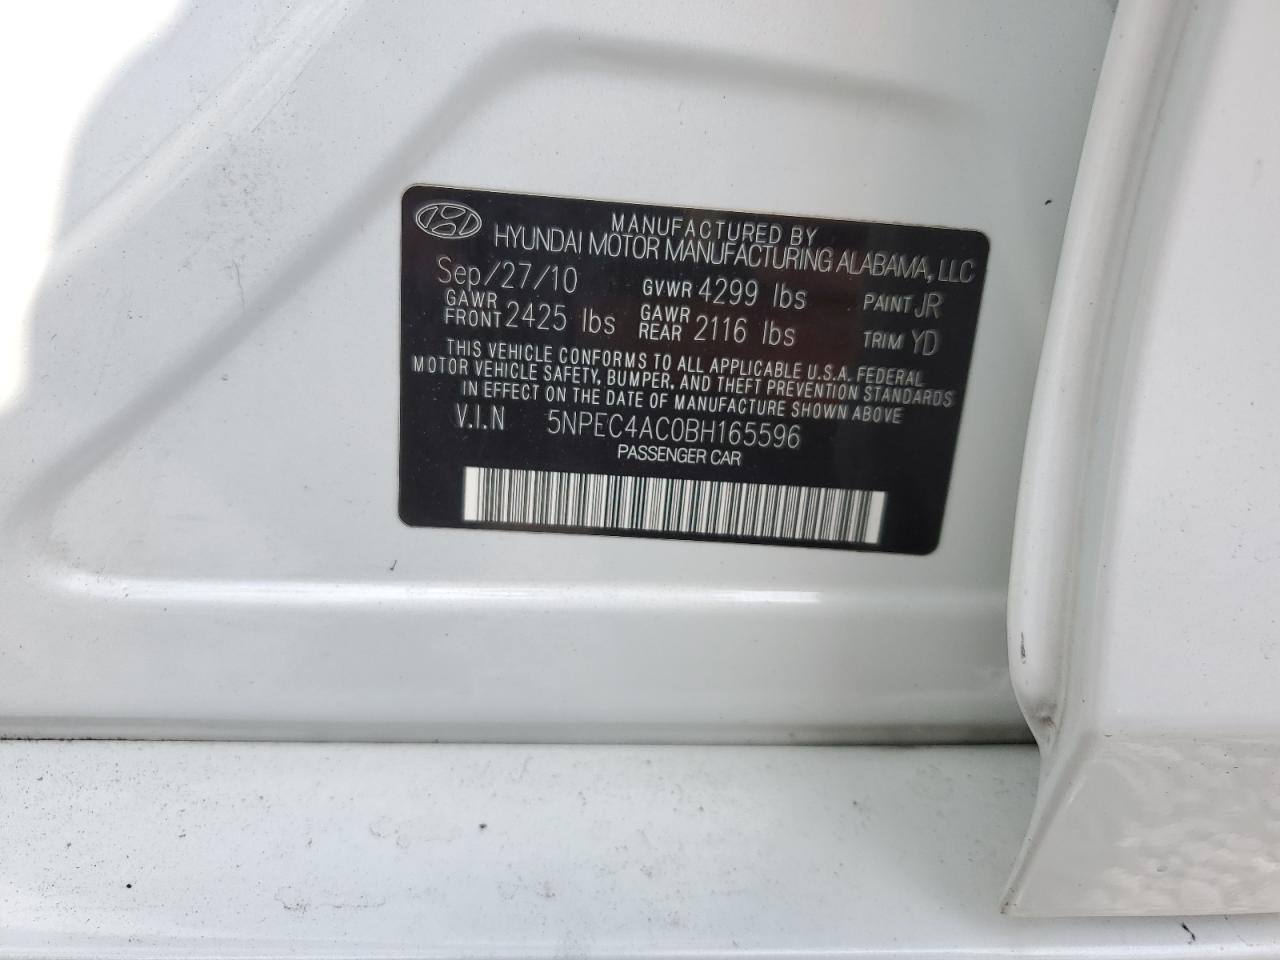 MANUFACTURED BY
HYUNDAI MOTOR MANUFACTURING ALABAMA, LLC
Sep/27/10 GVWR 4299 lbs PAINT JR
GAWR FRONT 2425 lbs GAWR REAR 2116 lbs TRIM YD
THIS VEHICLE CONFORMS TO ALL APPLICABLE U.S.A. FEDERAL
MOTOR VEHICLE SAFETY, BUMPER, AND THEFT PREVENTION STANDARDS
IN EFFECT ON THE DATE OF MANUFACTURE SHOWN ABOVE
V.I.N 5NPEC4AC0BH165596
PASSENGER CAR